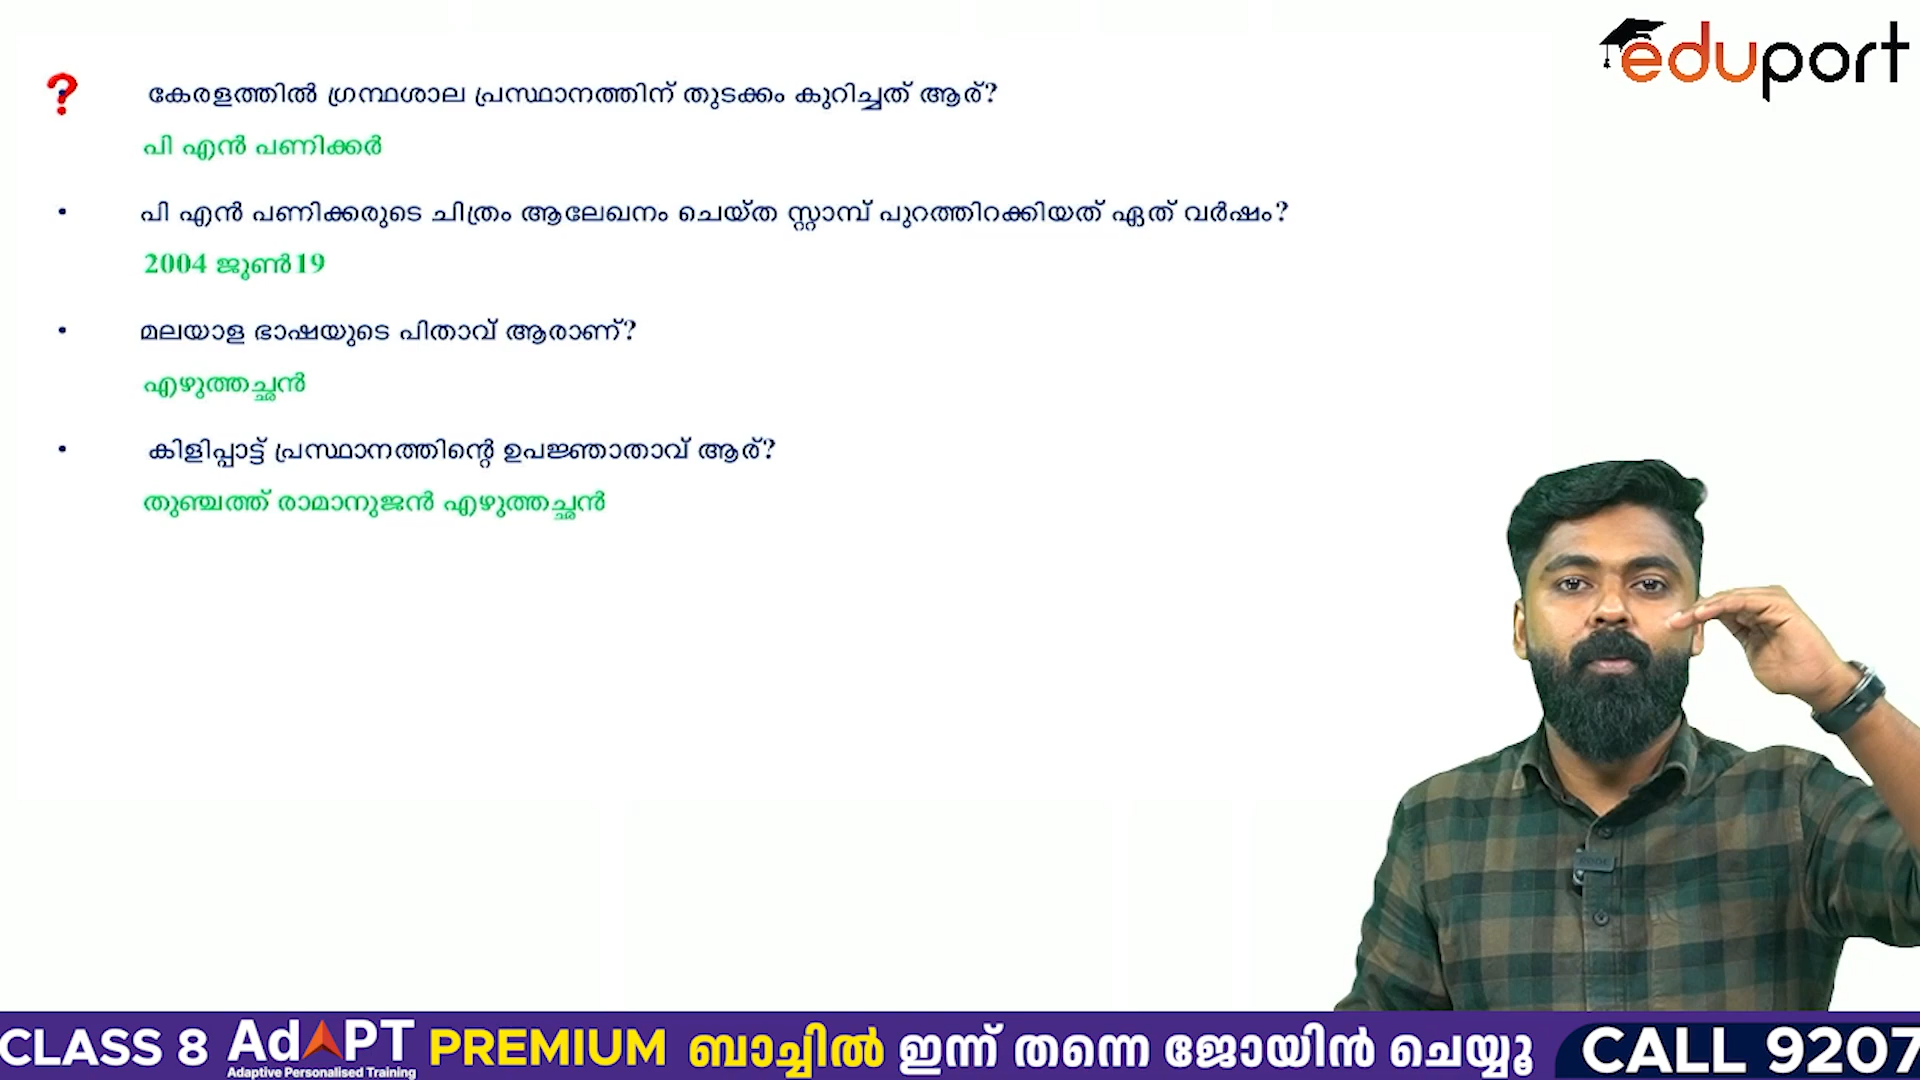 eduport
? കേരളത്തിൽ ഗ്രന്ഥശാല പ്രസ്ഥാനത്തിന് തുടക്കം കുറിച്ചത് ആര്?
പി എൻ പണിക്കർ
• പി എൻ പണിക്കരുടെ ചിത്രം ആലേഖനം ചെയ്ത സ്റ്റാമ്പ് പുറത്തിറക്കിയത് ഏത് വർഷം?
2004 ജൂൺ19
• മലയാള ഭാഷയുടെ പിതാവ് ആരാണ്?
എഴുത്തച്ഛൻ
• കിളിപ്പാട്ട് പ്രസ്ഥാനത്തിന്റെ ഉപജ്ഞാതാവ് ആര്?
തുഞ്ചത്ത് രാമാനുജൻ എഴുത്തച്ഛൻ
CLASS 8 AdAPT PREMIUM ബാച്ചിൽ ഇന്ന് തന്നെ ജോയിൻ ചെയ്യൂ CALL 9207
Adaptive Personalised Training